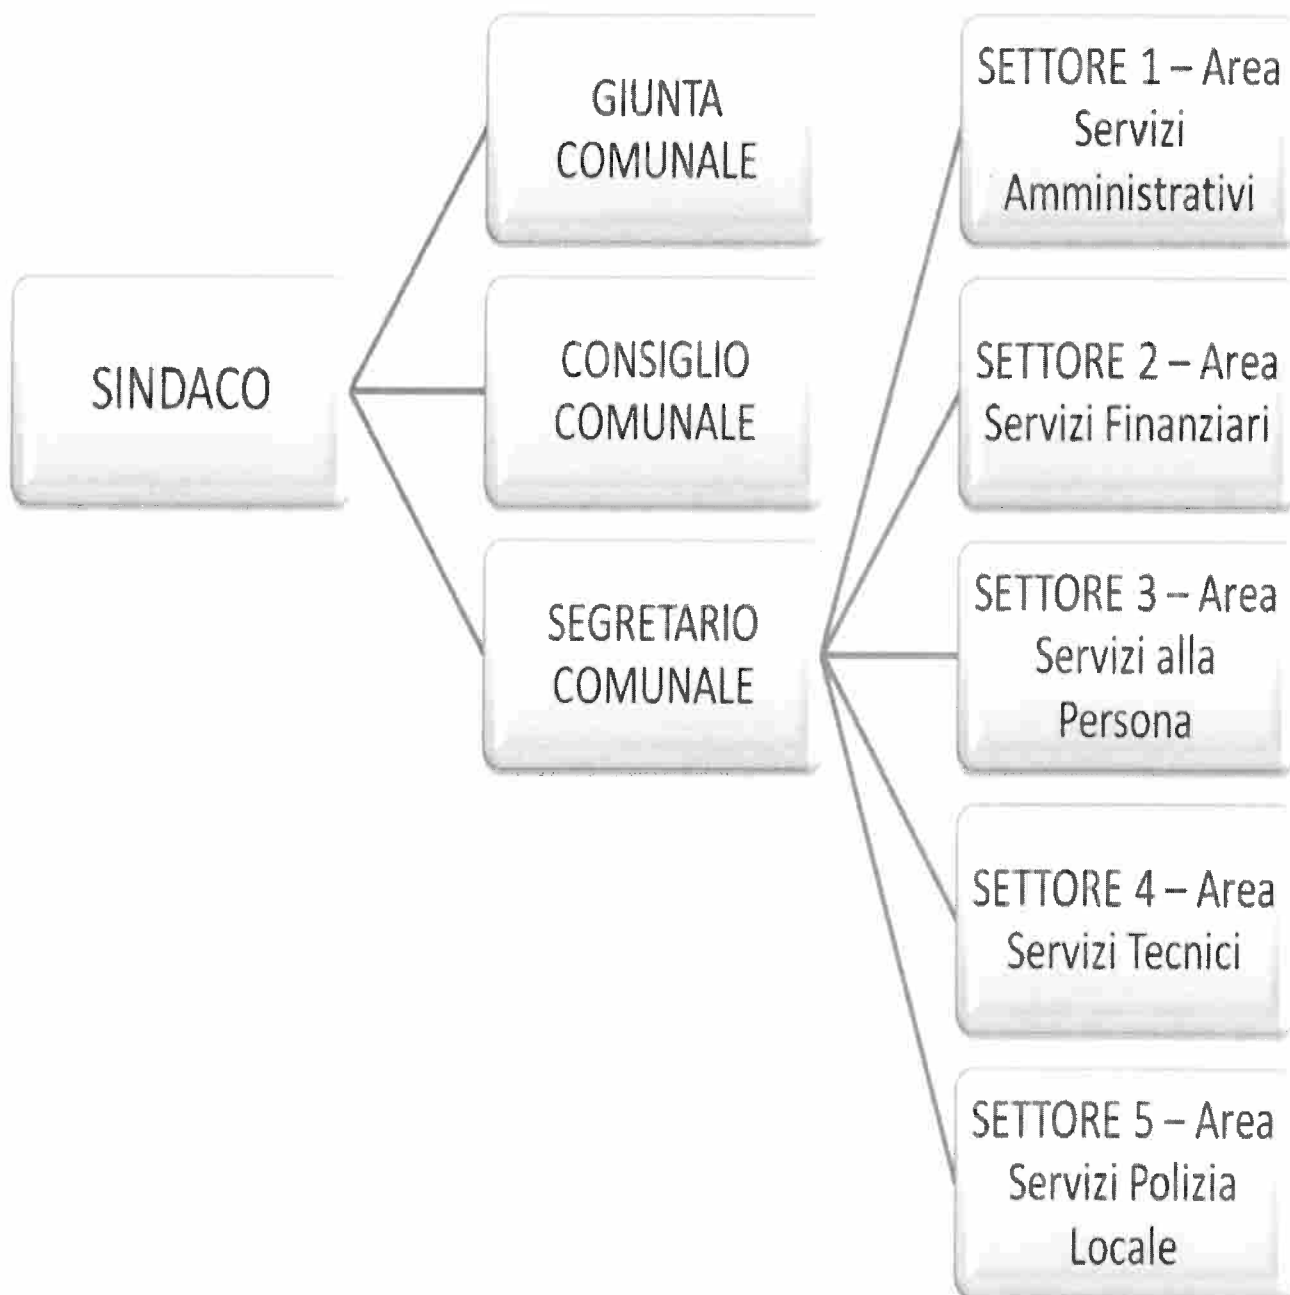 SINDACO
GIUNTA
COMUNALE
CONSIGLIO
COMUNALE
SEGRETARIO
COMUNALE
SETTORE 1 – Area
Servizi
Amministrativi
SETTORE 2 – Area
Servizi Finanziari
SETTORE 3 – Area
Servizi alla
Persona
SETTORE 4 – Area
Servizi Tecnici
SETTORE 5 – Area
Servizi Polizia
Locale